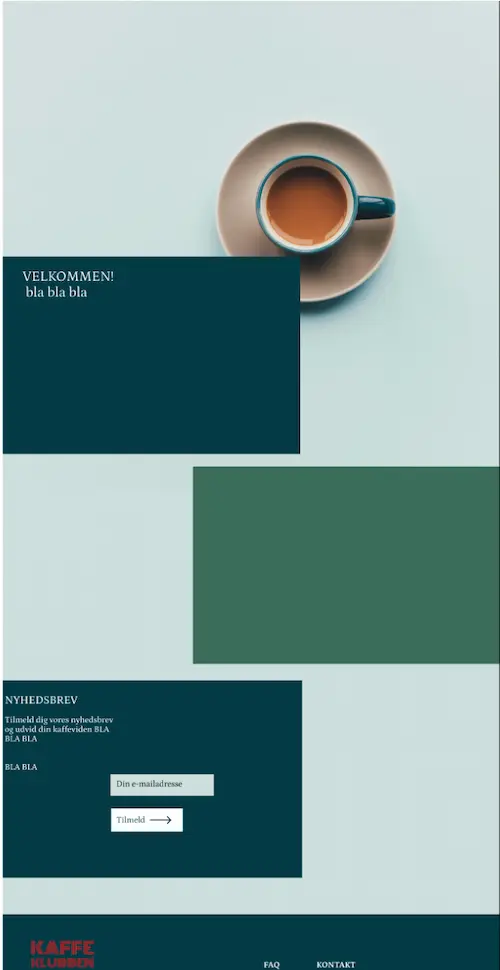 VELKOMMEN!
bla bla bla
NYHEDSBREV
Tilmeld dig vores nyhedsbrev
og udvid din kaffeviden BLA
BLA BLA
BLA BLA
Din e-mailadresse
Tilmeld
KAFFE
KLUBBEN
FAQ KONTAKT